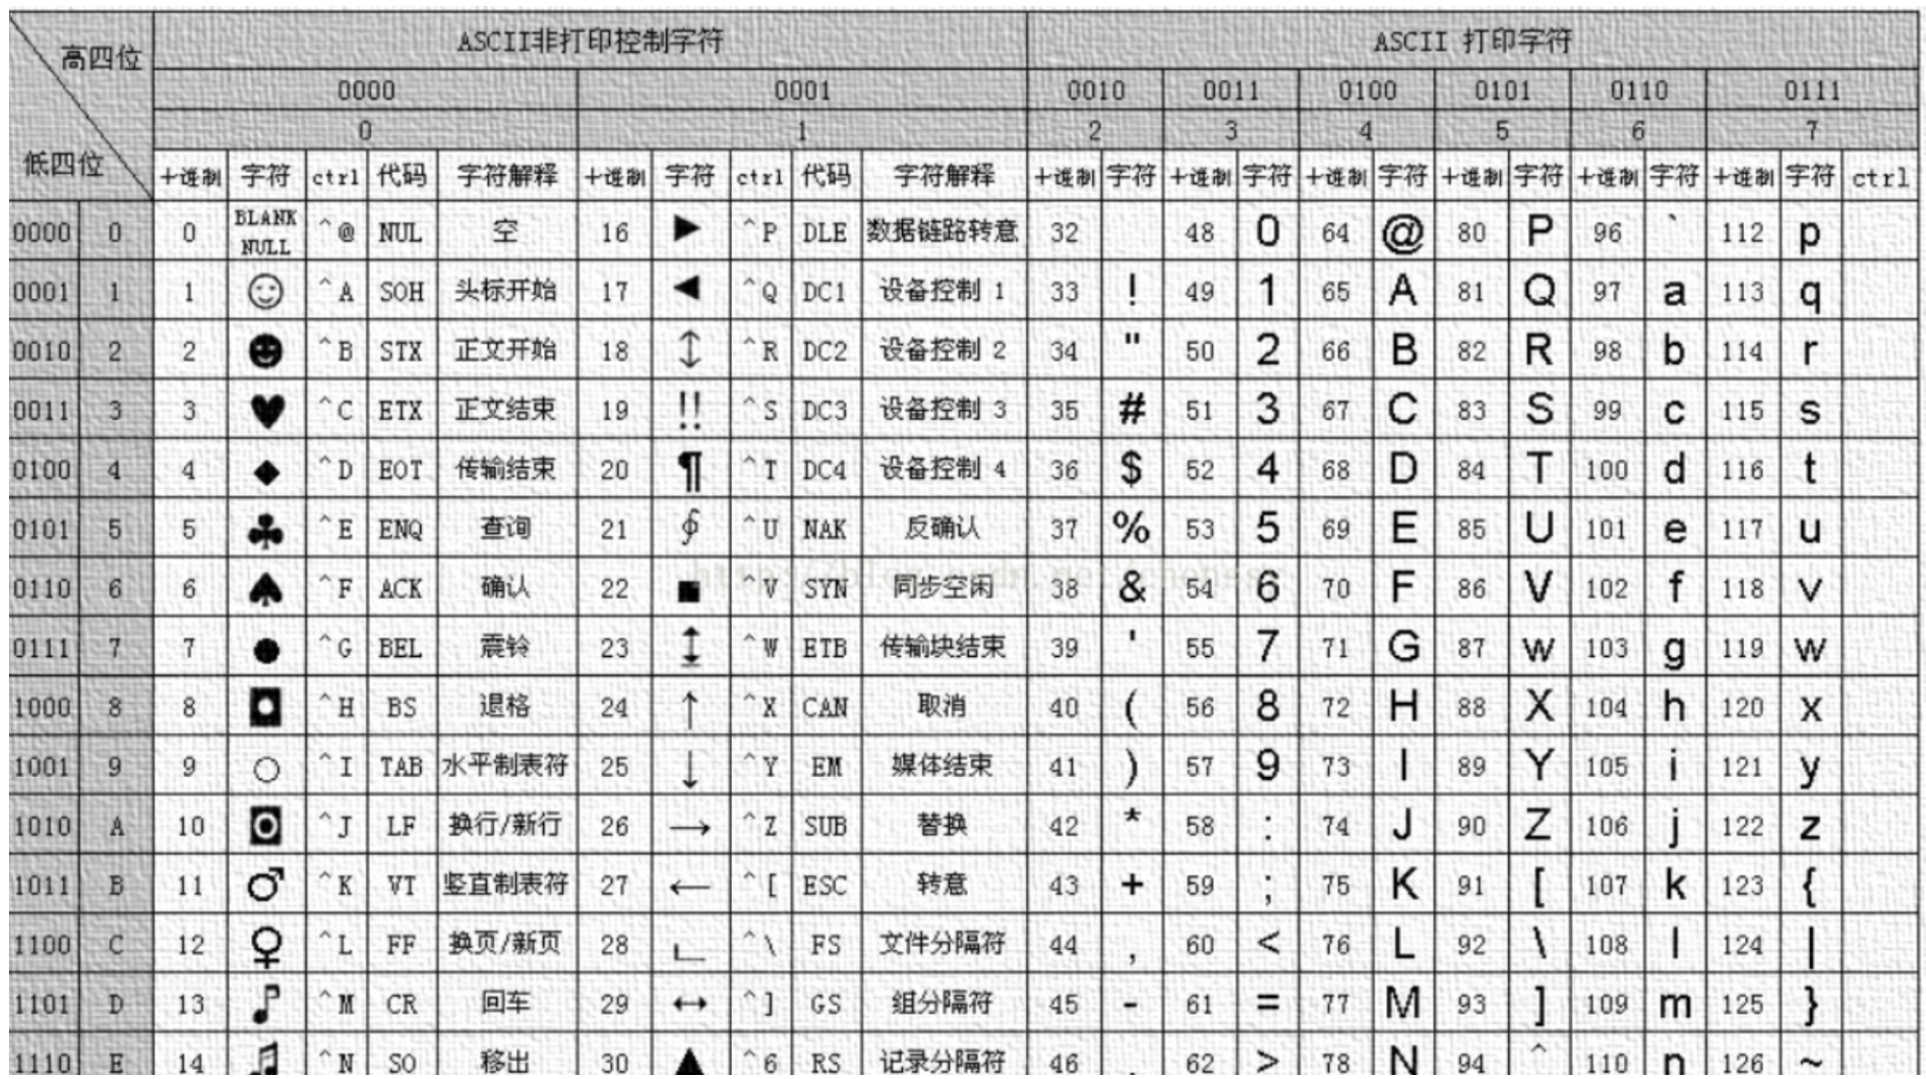 高四位 ASCII非打印控制字符 ASCII 打印字符
0000 0001 0010 0011 0100 0101 0110 0111
0 1 2 3 4 5 6 7
低四位
十进制 字符 ctrl 代码 字符解释 十进制 字符 ctrl 代码 字符解释 十进制 字符 十进制 字符 十进制 字符 十进制 字符 十进制 字符 十进制 字符 ctrl
0000 0 0 BLANK NULL ^@ NUL 空 16 ► ^P DLE 数据链路转意 32 48 0 64 @ 80 P 96 ` 112 p
0001 1 1 ☺ ^A SOH 头标开始 17 ◄ ^Q DC1 设备控制 1 33 ! 49 1 65 A 81 Q 97 a 113 q
0010 2 2 ☻ ^B STX 正文开始 18 ↕ ^R DC2 设备控制 2 34 " 50 2 66 B 82 R 98 b 114 r
0011 3 3 ♥ ^C ETX 正文结束 19 ‼ ^S DC3 设备控制 3 35 # 51 3 67 C 83 S 99 c 115 s
0100 4 4 ♦ ^D EOT 传输结束 20 ¶ ^T DC4 设备控制 4 36 $ 52 4 68 D 84 T 100 d 116 t
0101 5 5 ♣ ^E ENQ 查询 21 ∮ ^U NAK 反确认 37 % 53 5 69 E 85 U 101 e 117 u
0110 6 6 ♠ ^F ACK 确认 22 ■ ^V SYN 同步空闲 38 & 54 6 70 F 86 V 102 f 118 v
0111 7 7 ● ^G BEL 震铃 23 ↨ ^W ETB 传输块结束 39 ' 55 7 71 G 87 w 103 g 119 w
1000 8 8 ◘ ^H BS 退格 24 ↑ ^X CAN 取消 40 ( 56 8 72 H 88 X 104 h 120 x
1001 9 9 ○ ^I TAB 水平制表符 25 ↓ ^Y EM 媒体结束 41 ) 57 9 73 I 89 Y 105 i 121 y
1010 A 10 ◙ ^J LF 换行/新行 26 → ^Z SUB 替换 42 * 58 : 74 J 90 Z 106 j 122 z
1011 B 11 ♂ ^K VT 竖直制表符 27 ← ^[ ESC 转意 43 + 59 ; 75 K 91 [ 107 k 123 {
1100 C 12 ♀ ^L FF 换页/新页 28 ∟ ^\ FS 文件分隔符 44 , 60 < 76 L 92 \ 108 l 124 |
1101 D 13 ♪ ^M CR 回车 29 ↔ ^] GS 组分隔符 45 - 61 = 77 M 93 ] 109 m 125 }
1110 E 14 ♫ ^N SO 移出 30 ▲ ^6 RS 记录分隔符 46 . 62 > 78 N 94 ^ 110 n 126 ~